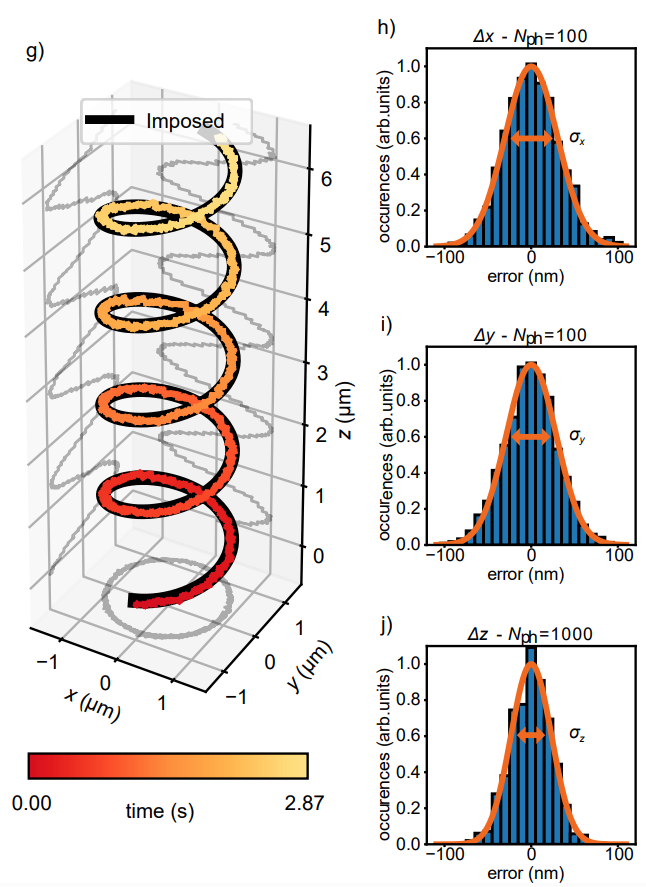 g)
Imposed
6
5
4
3
2
1
0
z (μm)
−1
0
1
x (μm)
−1
0
1
y (μm)
0.00
time (s)
2.87
h)
Δx - Nph=100
occurences (arb.units)
1.0
0.8
0.6
0.4
0.2
0.0
σx
−100
0
100
error (nm)
i)
Δy - Nph=100
occurences (arb.units)
1.0
0.8
0.6
0.4
0.2
0.0
σy
−100
0
100
error (nm)
j)
Δz - Nph=1000
occurences (arb.units)
1.0
0.8
0.6
0.4
0.2
0.0
σz
−100
0
100
error (nm)